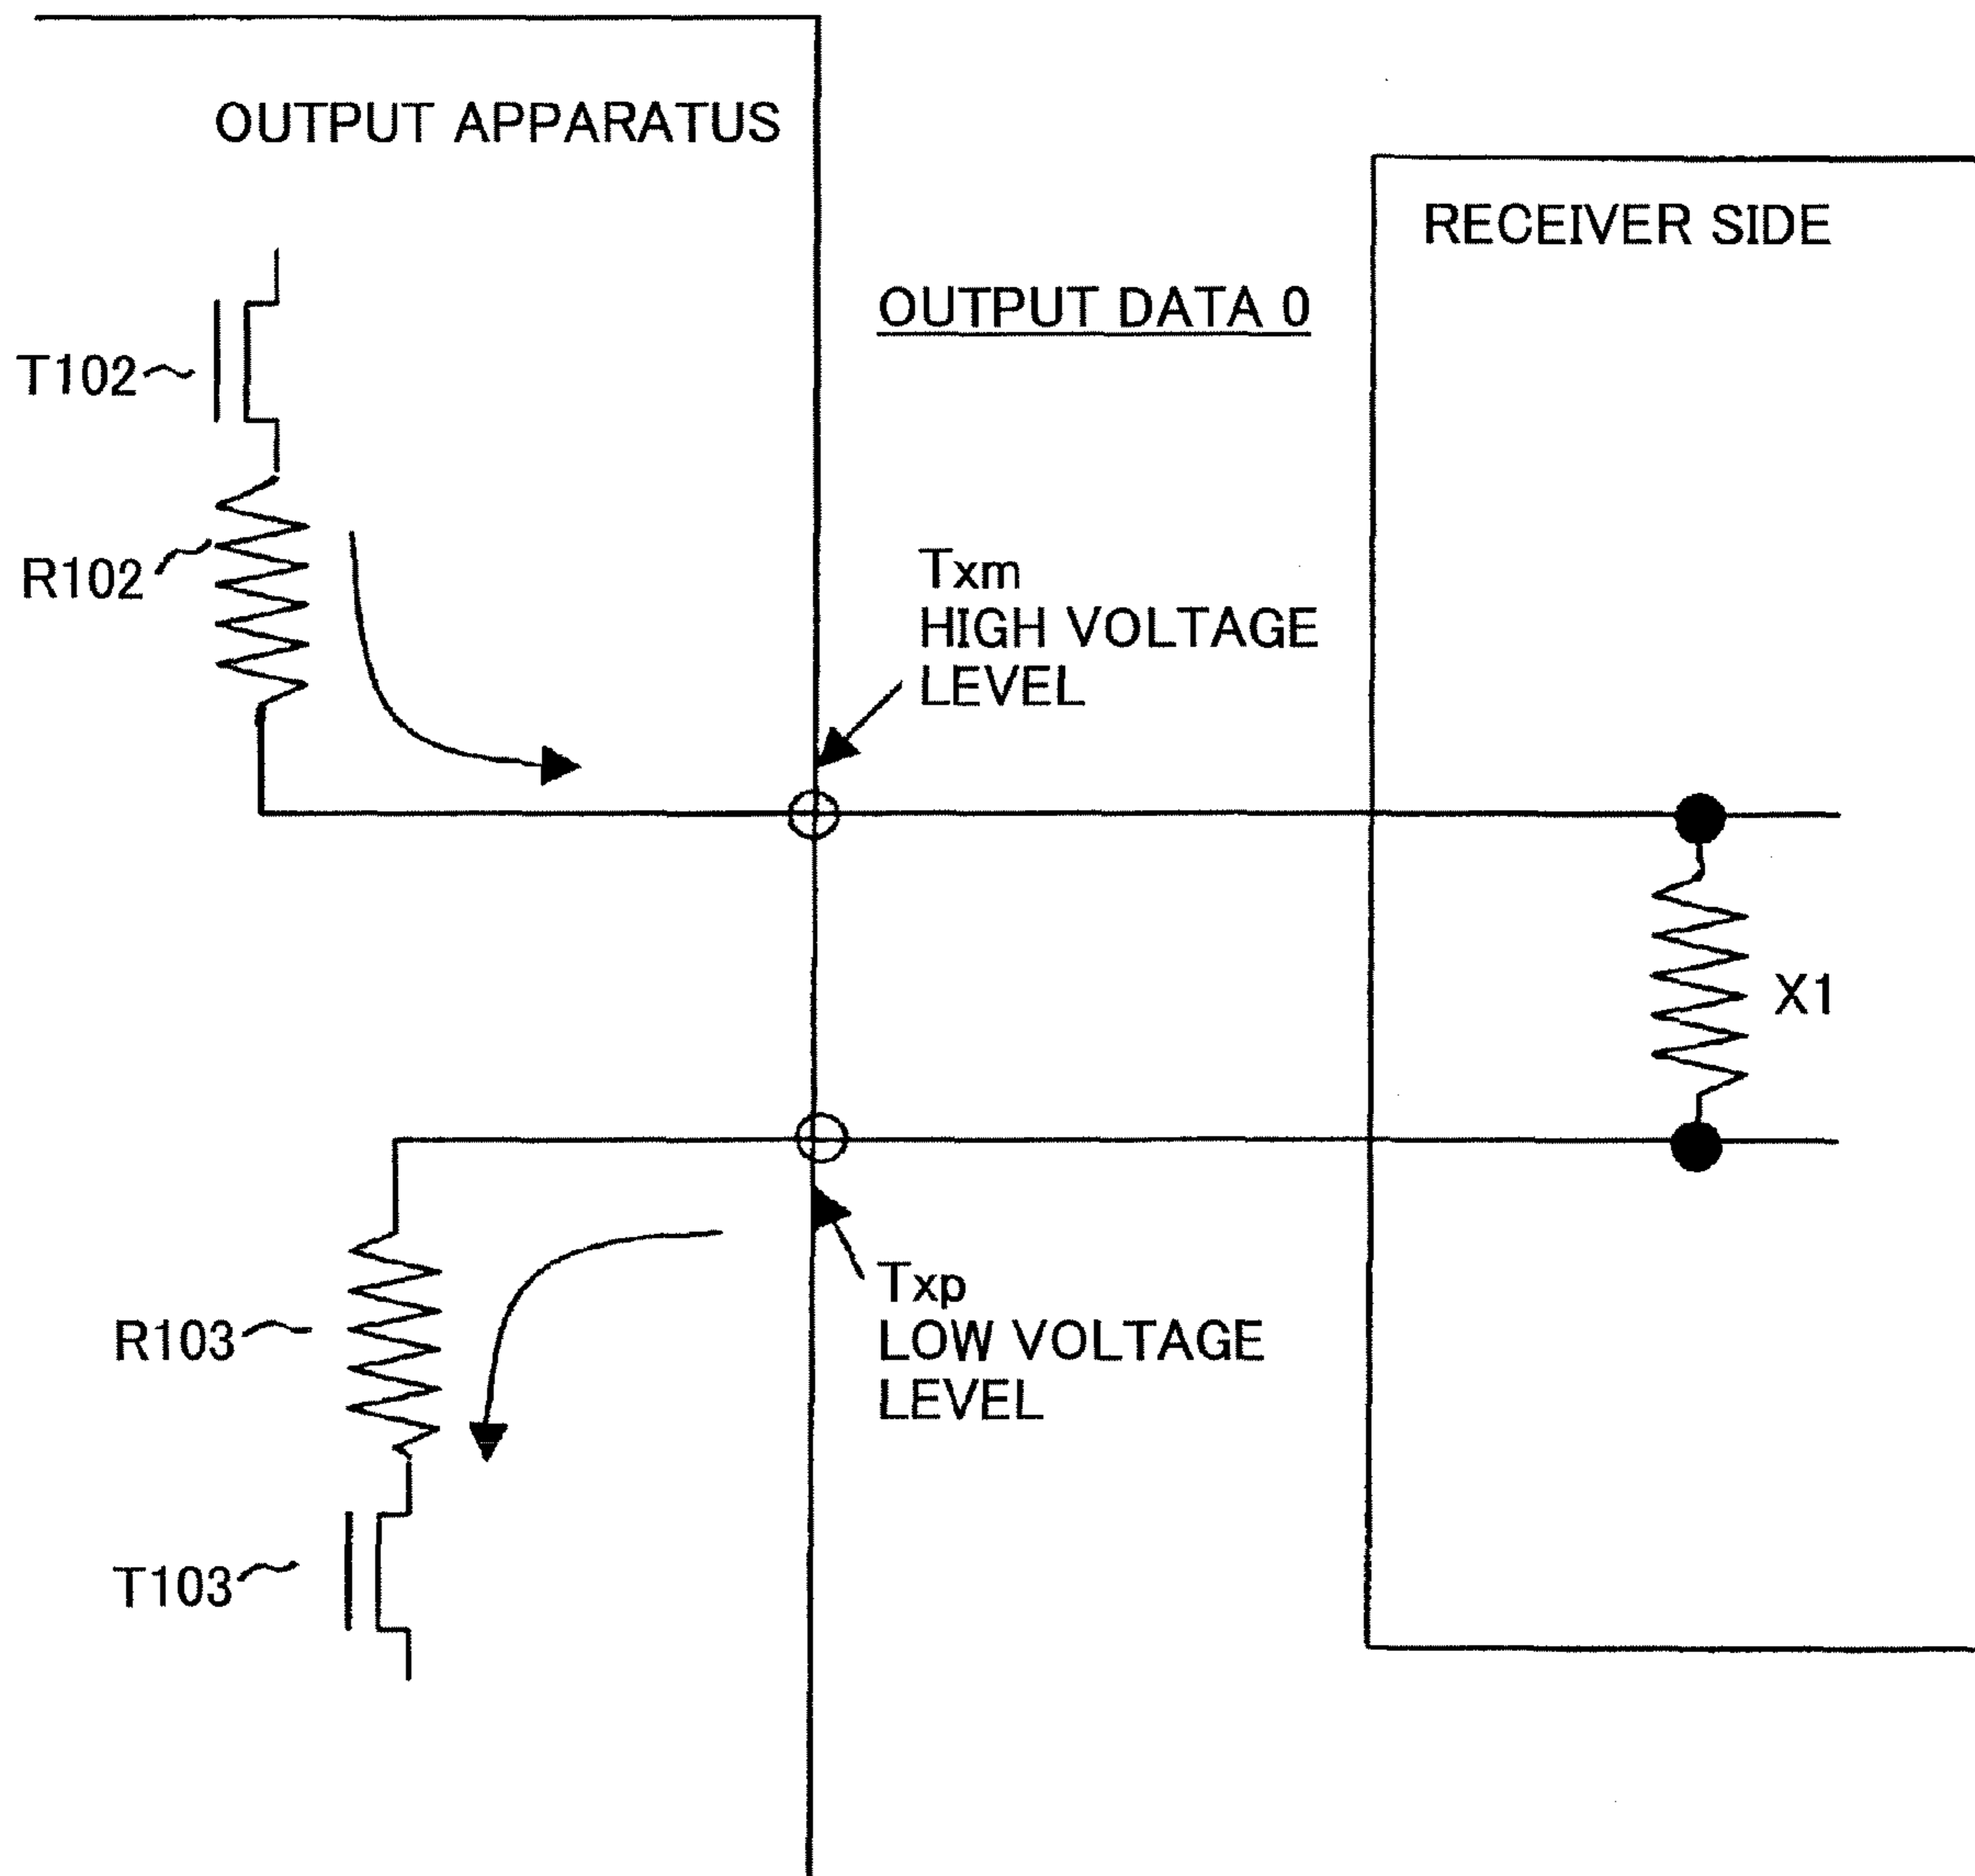 OUTPUT APPARATUS
RECEIVER SIDE
OUTPUT DATA 0
T102
R102
Txm
HIGH VOLTAGE
LEVEL
X1
Txp
LOW VOLTAGE
LEVEL
R103
T103